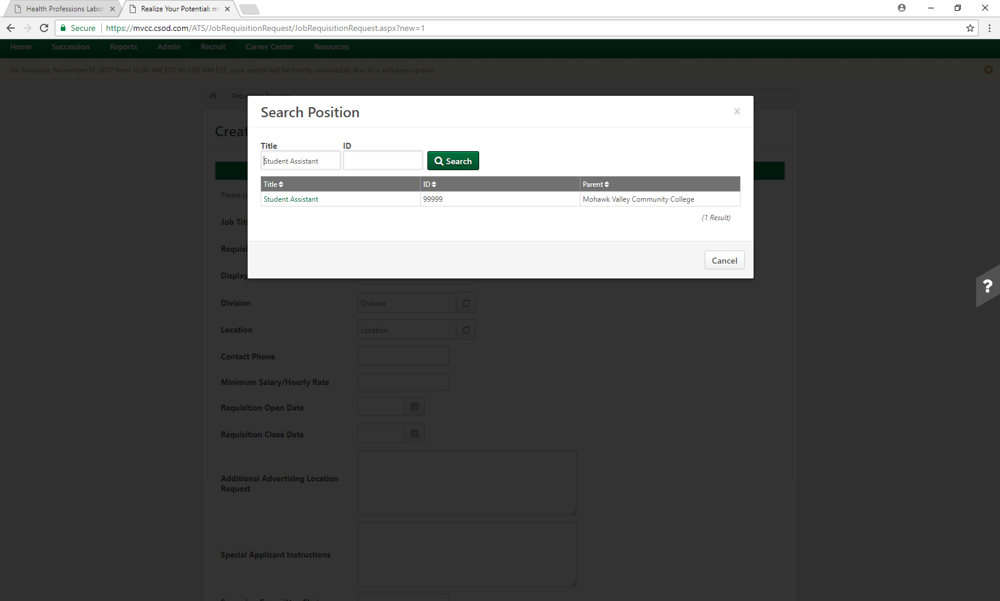 Health Professions Labor
Realize Your Potential: m
Secure
https://mvcc.csod.com/ATS/JobRequisitionRequest/JobRequisitionRequest.aspx?new=1
Home Succession Reports Admin Recruit Career Center Resources
On Saturday, November 11, 2017 from 12:00 AM EST to 2:00 AM EST, your portal will be briefly unavailable due to a software update.
Search Position
x
Creat
Title ID
Student Assistant
Search
Title ID Parent
Student Assistant 99999 Mohawk Valley Community College
(1 Result)
Please c
Job Tit
Requisi
Cancel
Display
?
Division Division
Location Location
Contact Phone
Minimum Salary/Hourly Rate
Requisition Open Date
Requisition Close Date
Additional Advertising Location
Request
Special Applicant Instructions